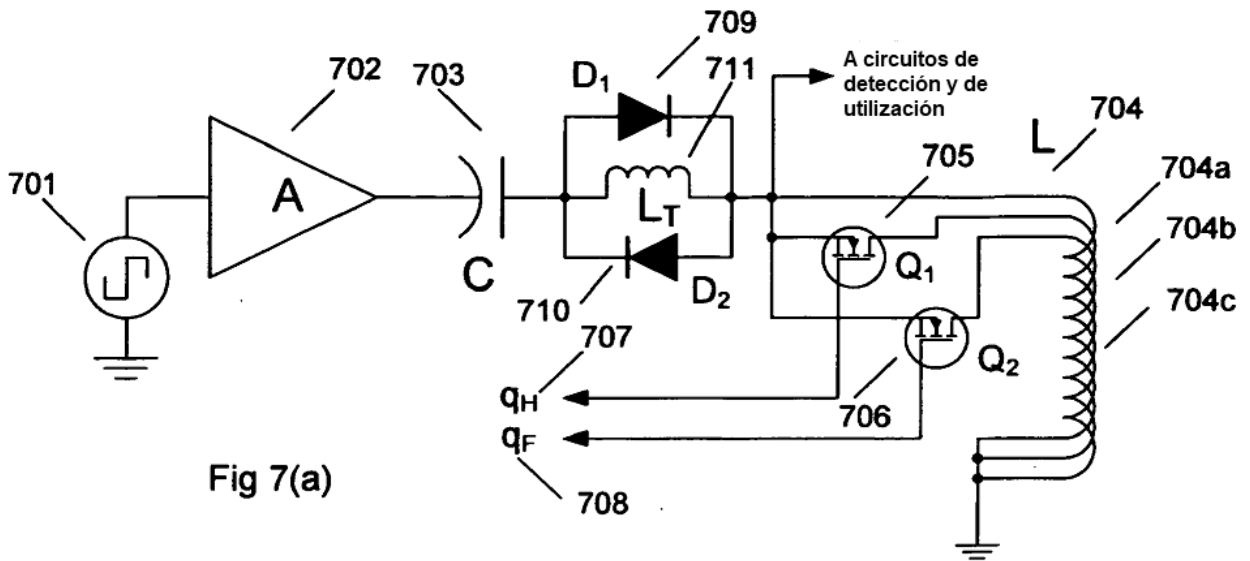 702
703
709
711
D1
A circuitos de
detección y de
utilización
704
L
705
704a
701
A
LT
704b
C
Q1
D2
710
704c
707
Q2
qH
706
qF
Fig 7(a)
708